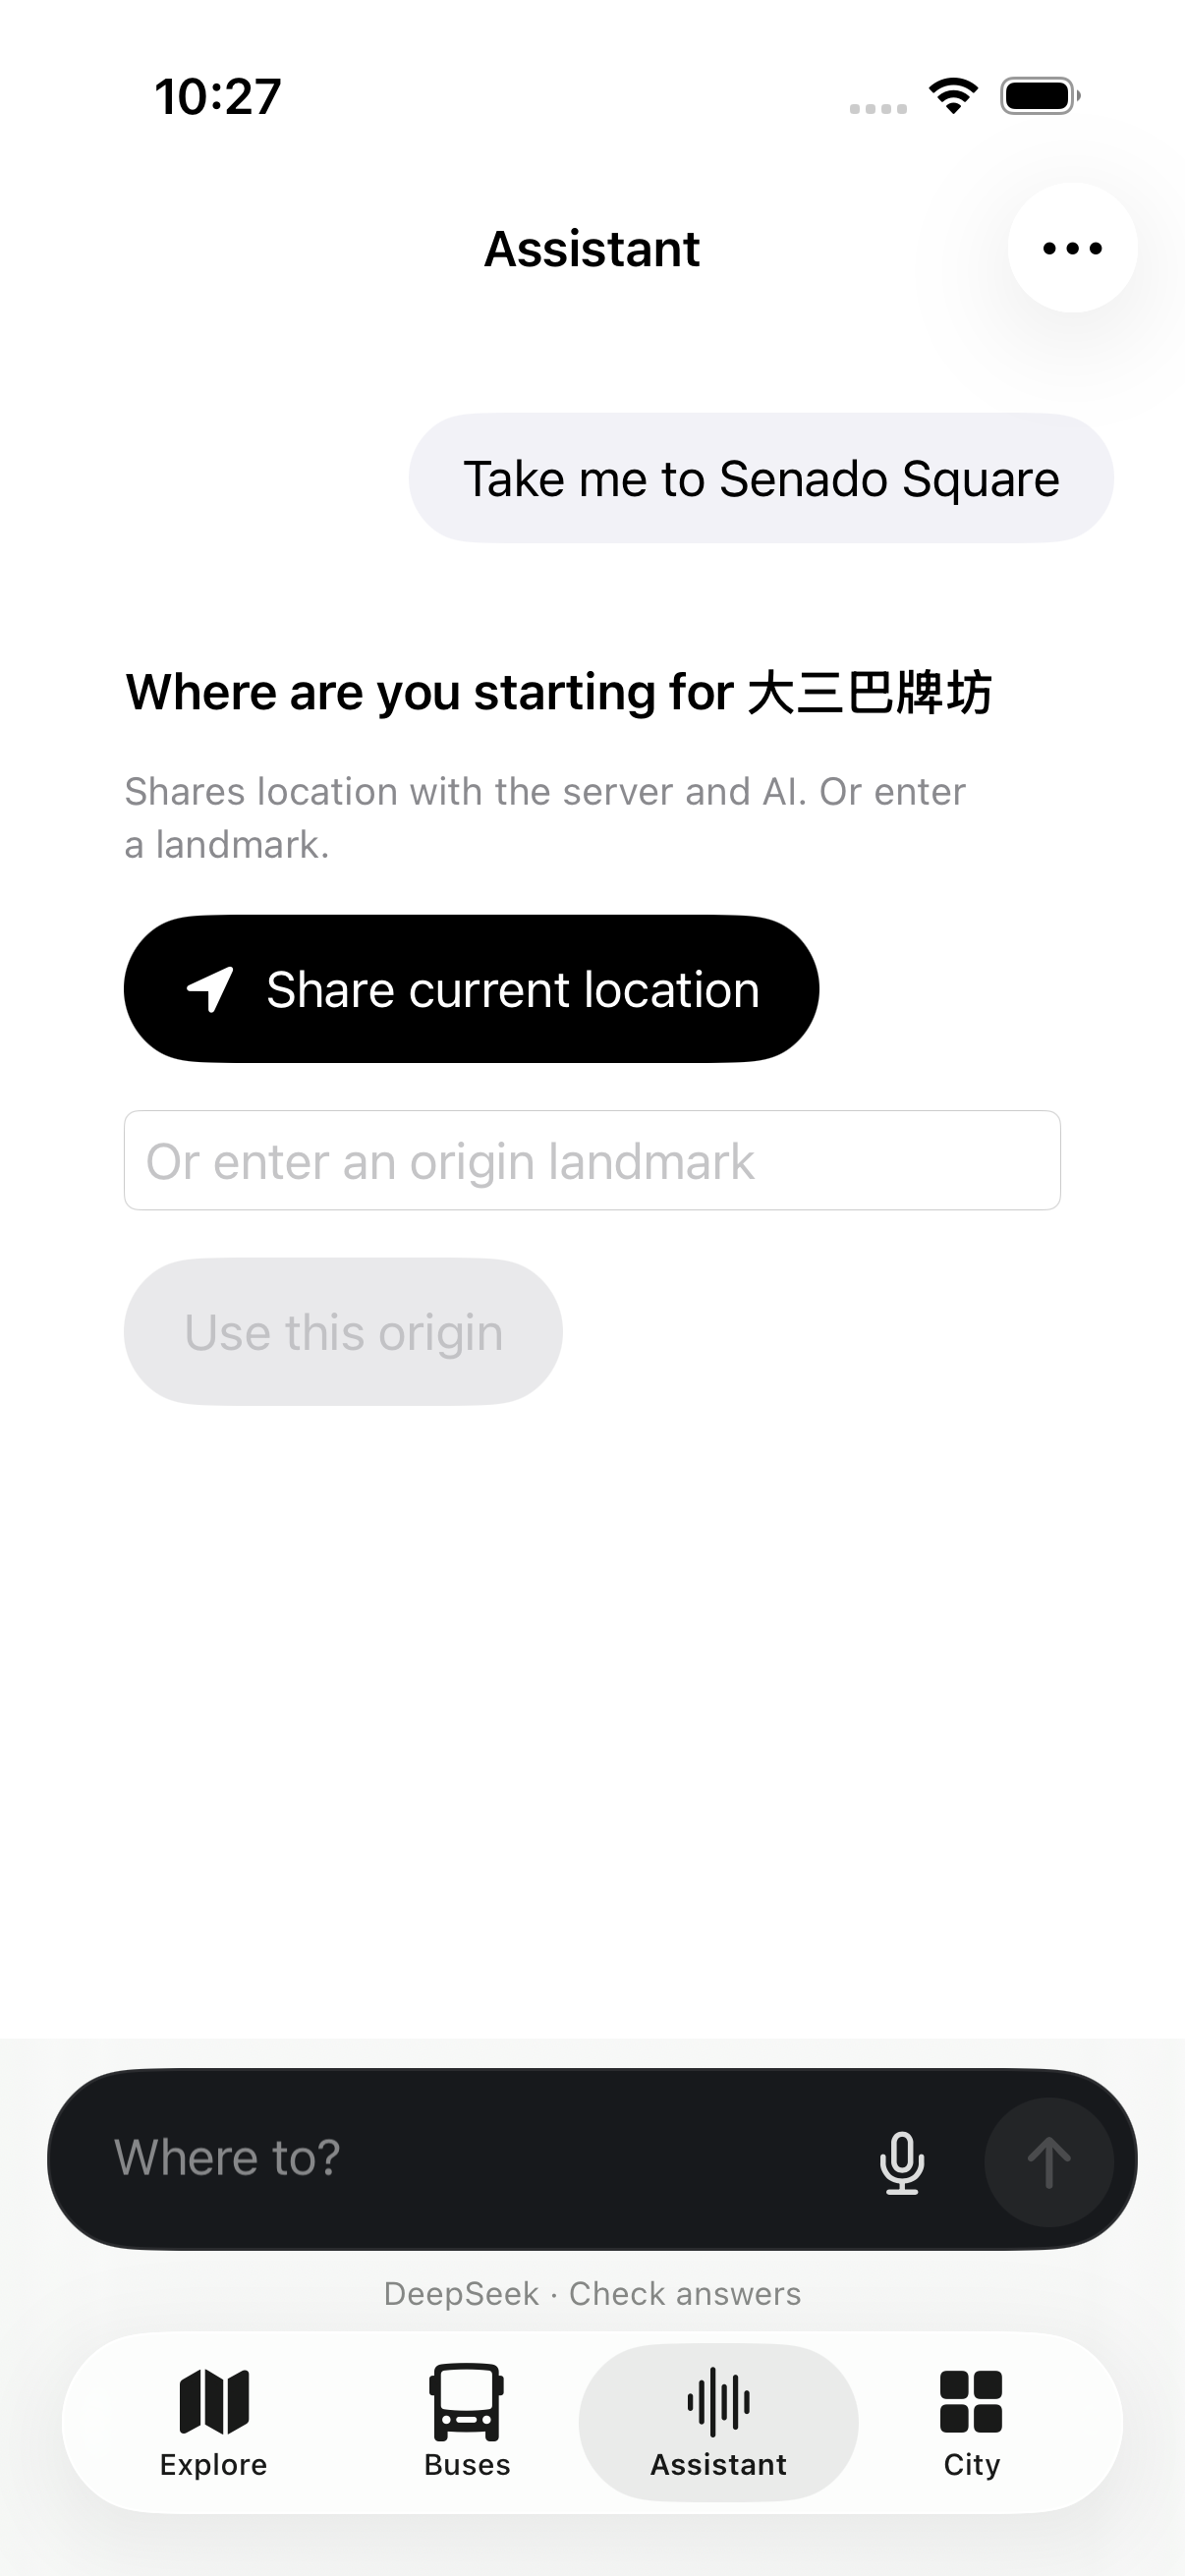 10:27
Assistant
Take me to Senado Square
Where are you starting for 大三巴牌坊
Shares location with the server and AI. Or enter
a landmark.
Share current location
Or enter an origin landmark
Use this origin
Where to?
DeepSeek · Check answers
Explore
Buses
Assistant
City